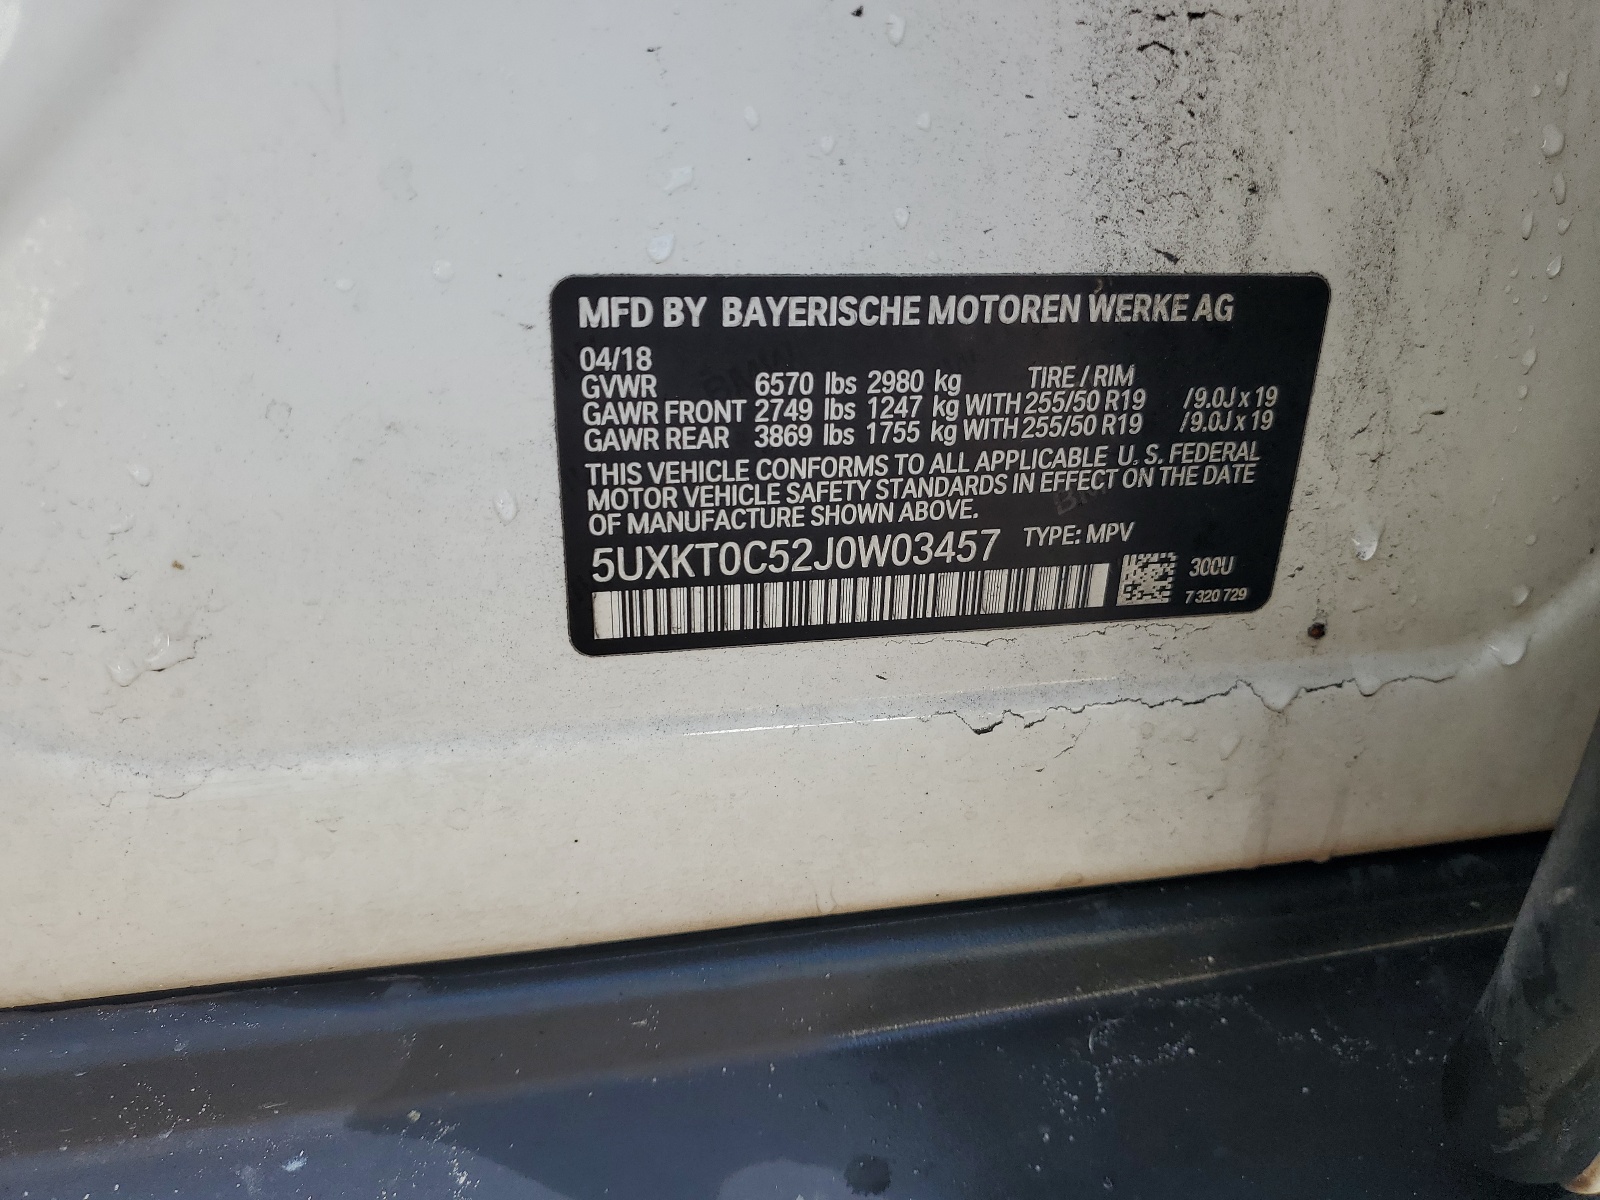 MFD BY BAYERISCHE MOTOREN WERKE AG
04/18
GVWR 6570 lbs 2980 kg TIRE / RIM
GAWR FRONT 2749 lbs 1247 kg WITH 255/50 R19 / 9.0J x 19
GAWR REAR 3869 lbs 1755 kg WITH 255/50 R19 / 9.0J x 19
THIS VEHICLE CONFORMS TO ALL APPLICABLE U. S. FEDERAL
MOTOR VEHICLE SAFETY STANDARDS IN EFFECT ON THE DATE
OF MANUFACTURE SHOWN ABOVE.
5UXKT0C52J0W03457 TYPE: MPV
300U
7 320 729